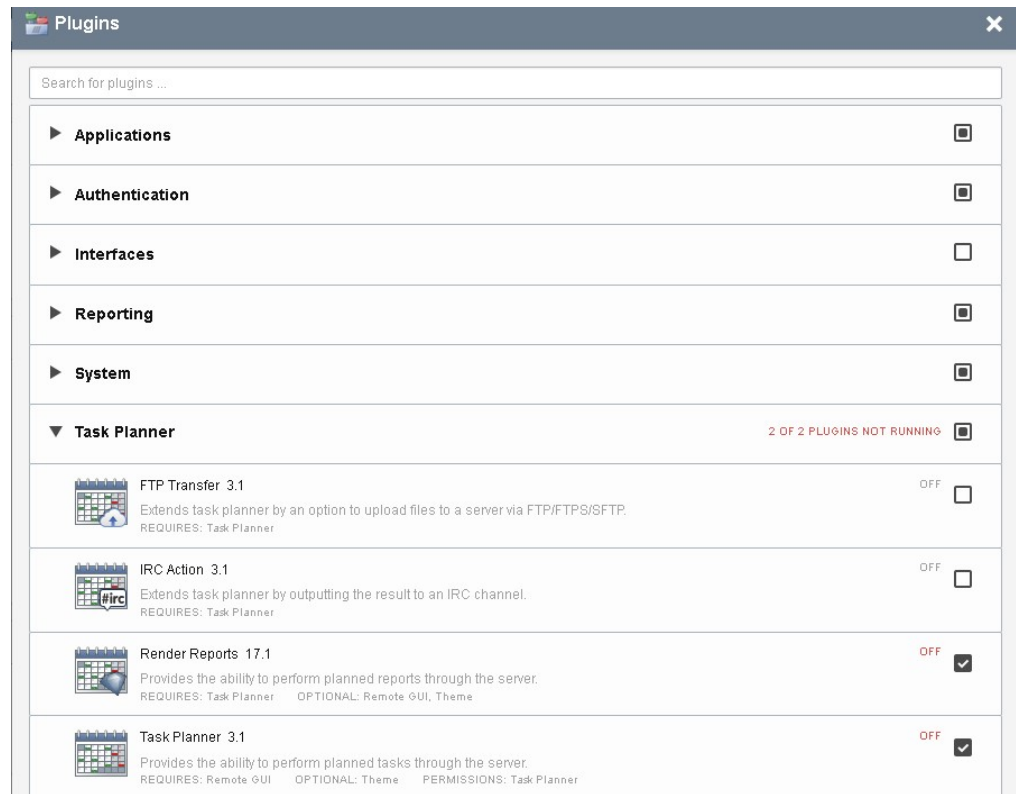 Plugins
Search for plugins ...
Applications
Authentication
Interfaces
Reporting
System
Task Planner 2 OF 2 PLUGINS NOT RUNNING
FTP Transfer 3.1 OFF
Extends task planner by an option to upload files to a server via FTP/FTPS/SFTP.
REQUIRES: Task Planner
IRC Action 3.1 OFF
#irc
Extends task planner by outputting the result to an IRC channel.
REQUIRES: Task Planner
Render Reports 17.1 OFF
Provides the ability to perform planned reports through the server.
REQUIRES: Task Planner OPTIONAL: Remote GUI, Theme
Task Planner 3.1 OFF
Provides the ability to perform planned tasks through the server.
REQUIRES: Remote GUI OPTIONAL: Theme PERMISSIONS: Task Planner